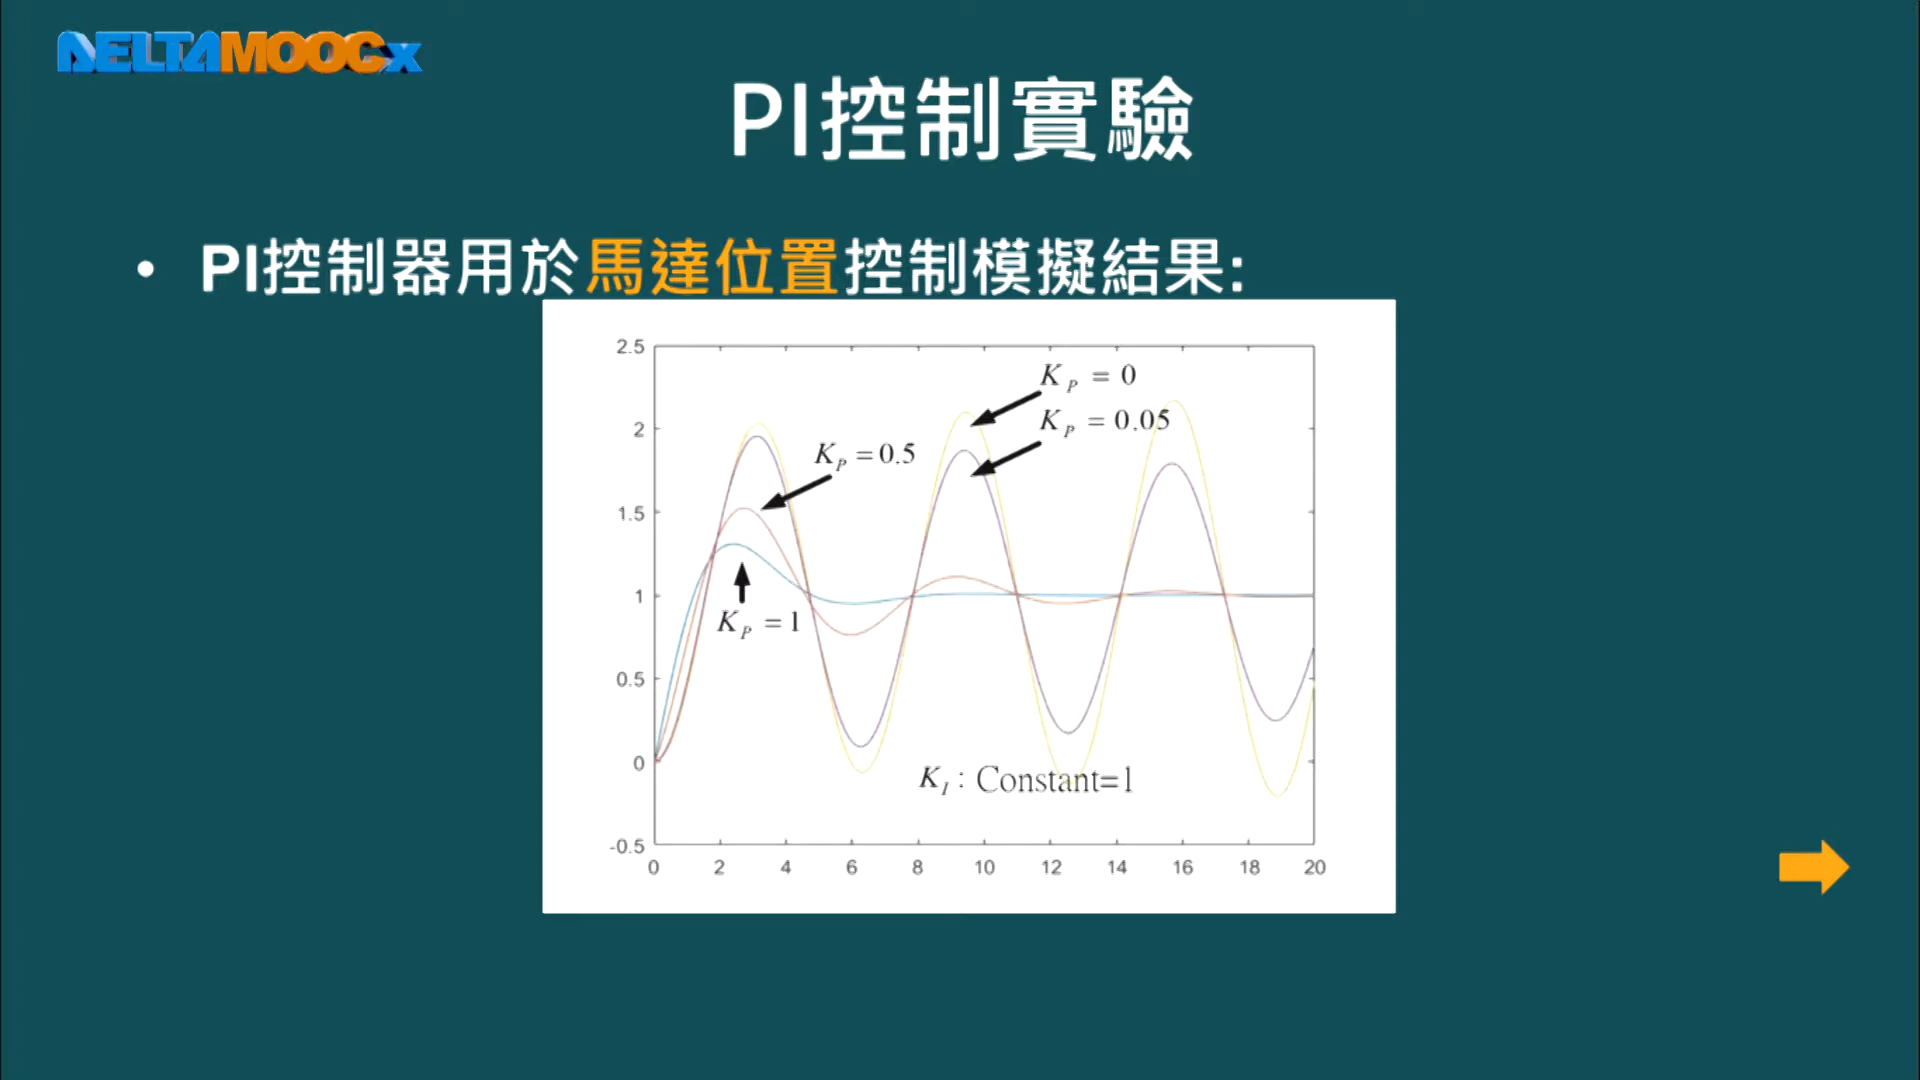 DELTAMOOCx
PI控制實驗
• PI控制器用於馬達位置控制模擬結果:
2.5
2
1.5
1
0.5
0
-0.5
K_P = 0
K_P = 0.05
K_P = 0.5
K_P = 1
K_I : Constant=1
0 2 4 6 8 10 12 14 16 18 20